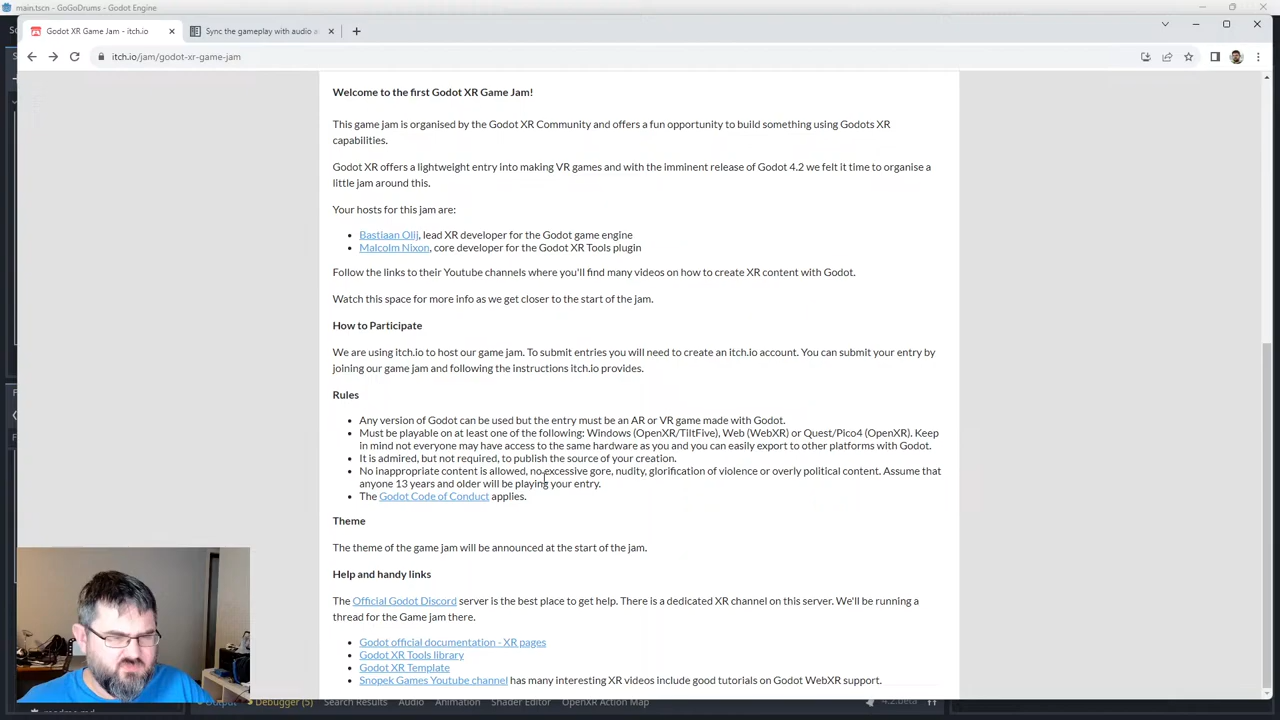 main.tscn - GoGoDrums - Godot Engine
Godot XR Game Jam - itch.io
Sync the gameplay with audio a
itch.io/jam/godot-xr-game-jam
Welcome to the first Godot XR Game Jam!
This game jam is organised by the Godot XR Community and offers a fun opportunity to build something using Godots XR
capabilities.
Godot XR offers a lightweight entry into making VR games and with the imminent release of Godot 4.2 we felt it time to organise a
little jam around this.
Your hosts for this jam are:
Bastiaan Olij, lead XR developer for the Godot game engine
Malcolm Nixon, core developer for the Godot XR Tools plugin
Follow the links to their Youtube channels where you'll find many videos on how to create XR content with Godot.
Watch this space for more info as we get closer to the start of the jam.
How to Participate
We are using itch.io to host our game jam. To submit entries you will need to create an itch.io account. You can submit your entry by
joining our game jam and following the instructions itch.io provides.
Rules
Any version of Godot can be used but the entry must be an AR or VR game made with Godot.
Must be playable on at least one of the following: Windows (OpenXR/TiltFive), Web (WebXR) or Quest/Pico4 (OpenXR). Keep
in mind not everyone may have access to the same hardware as you and you can easily export to other platforms with Godot.
It is admired, but not required, to publish the source of your creation.
No inappropriate content is allowed, no excessive gore, nudity, glorification of violence or overly political content. Assume that
anyone 13 years and older will be playing your entry.
The Godot Code of Conduct applies.
Theme
The theme of the game jam will be announced at the start of the jam.
Help and handy links
The Official Godot Discord server is the best place to get help. There is a dedicated XR channel on this server. We'll be running a
thread for the Game jam there.
Godot official documentation - XR pages
Godot XR Tools library
Godot XR Template
Snopek Games Youtube channel has many interesting XR videos include good tutorials on Godot WebXR support.
Output Debugger (5) Search Results Audio Animation Shader Editor OpenXR Action Map 4.2.beta